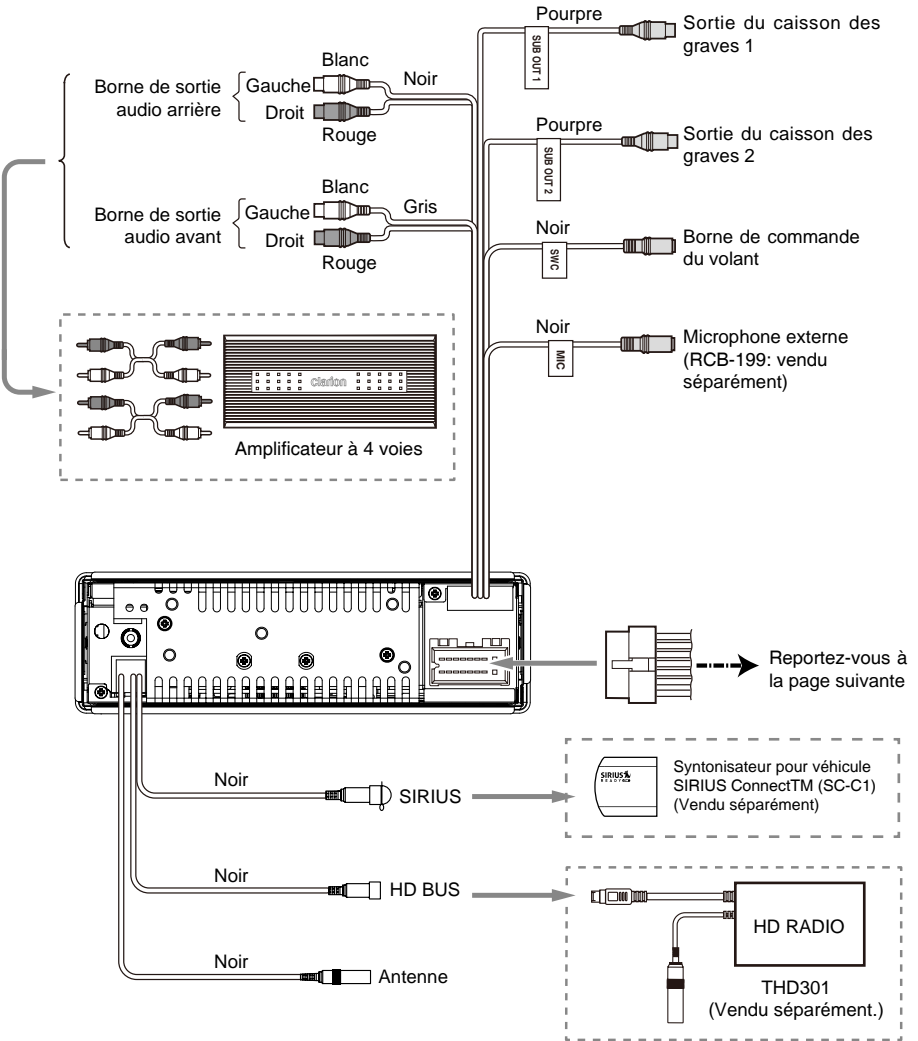 Pourpre
SUB OUT 1
Sortie du caisson des
graves 1
Blanc
Noir
Borne de sortie
audio arrière
Gauche
Droit
Rouge
Pourpre
SUB OUT 2
Sortie du caisson des
graves 2
Blanc
Gris
Borne de sortie
audio avant
Gauche
Droit
Rouge
Noir
SWC
Borne de commande
du volant
Noir
MIC
Microphone externe
(RCB-199: vendu
séparément)
clarion
Amplificateur à 4 voies
Reportez-vous à
la page suivante
Noir
SIRIUS
SIRIUS
READY
Syntonisateur pour véhicule
SIRIUS ConnectTM (SC-C1)
(Vendu séparément)
Noir
HD BUS
HD RADIO
THD301
(Vendu séparément.)
Noir
Antenne